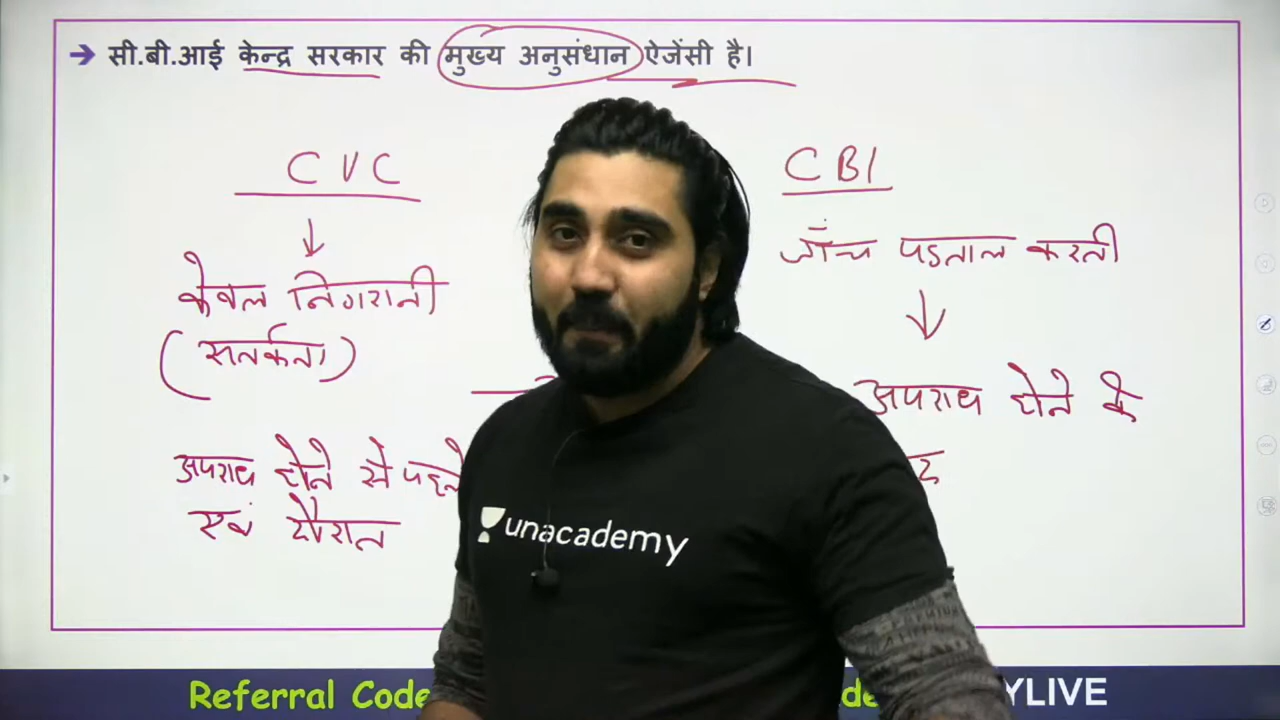 → सी.बी.आई केन्द्र सरकार की मुख्य अनुसंधान ऐजेंसी है।
CVC
केवल निगरानी
(सतर्कता)
अपराध होने से पहले
एवं दौरान
CBI
जाँच पडताल करती
अपराध होने के
unacademy
Referral Code
YLIVE